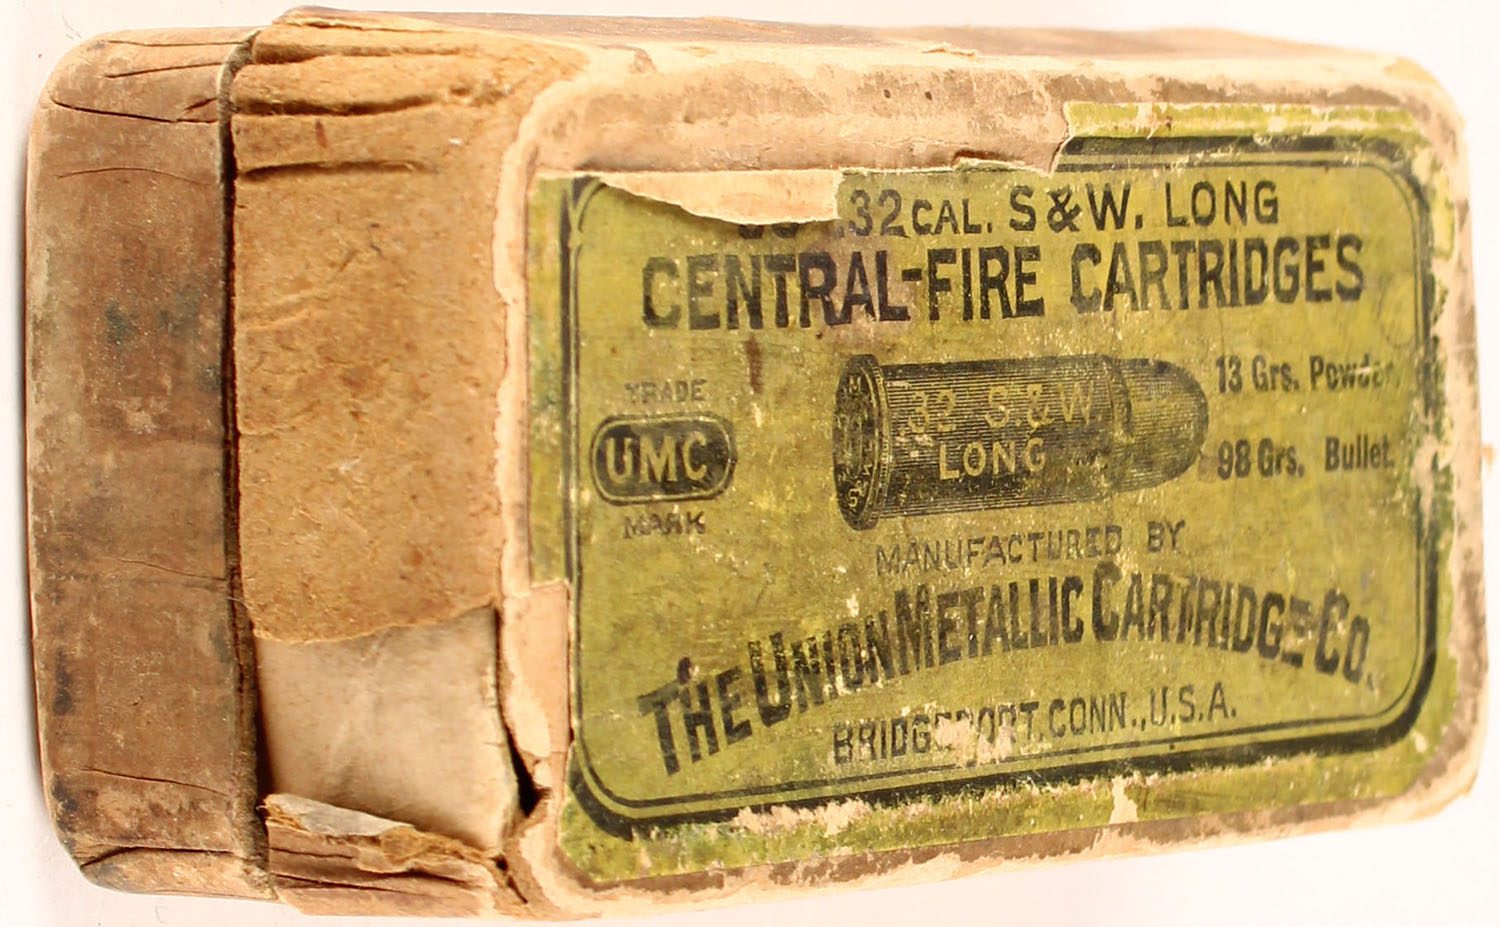 .32 CAL. S&W. LONG
CENTRAL-FIRE CARTRIDGES
TRADE
UMC
MARK
32 S.&W.
LONG
13 Grs. Powder,
98 Grs. Bullet.
MANUFACTURED BY
THE UNION METALLIC CARTRIDGE CO.
BRIDGEPORT, CONN., U.S.A.